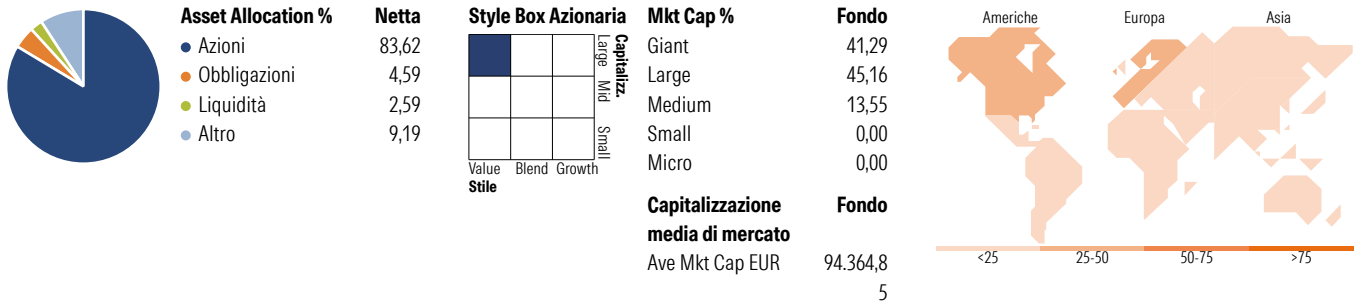 Asset Allocation % Netta
Azioni 83,62
Obbligazioni 4,59
Liquidità 2,59
Altro 9,19
Style Box Azionaria
Capitalizz.
Large Mid Small
Value Blend Growth
Stile
Mkt Cap % Fondo
Giant 41,29
Large 45,16
Medium 13,55
Small 0,00
Micro 0,00
Capitalizzazione Fondo
media di mercato
Ave Mkt Cap EUR 94.364,8
5
Americhe Europa Asia
<25 25-50 50-75 >75